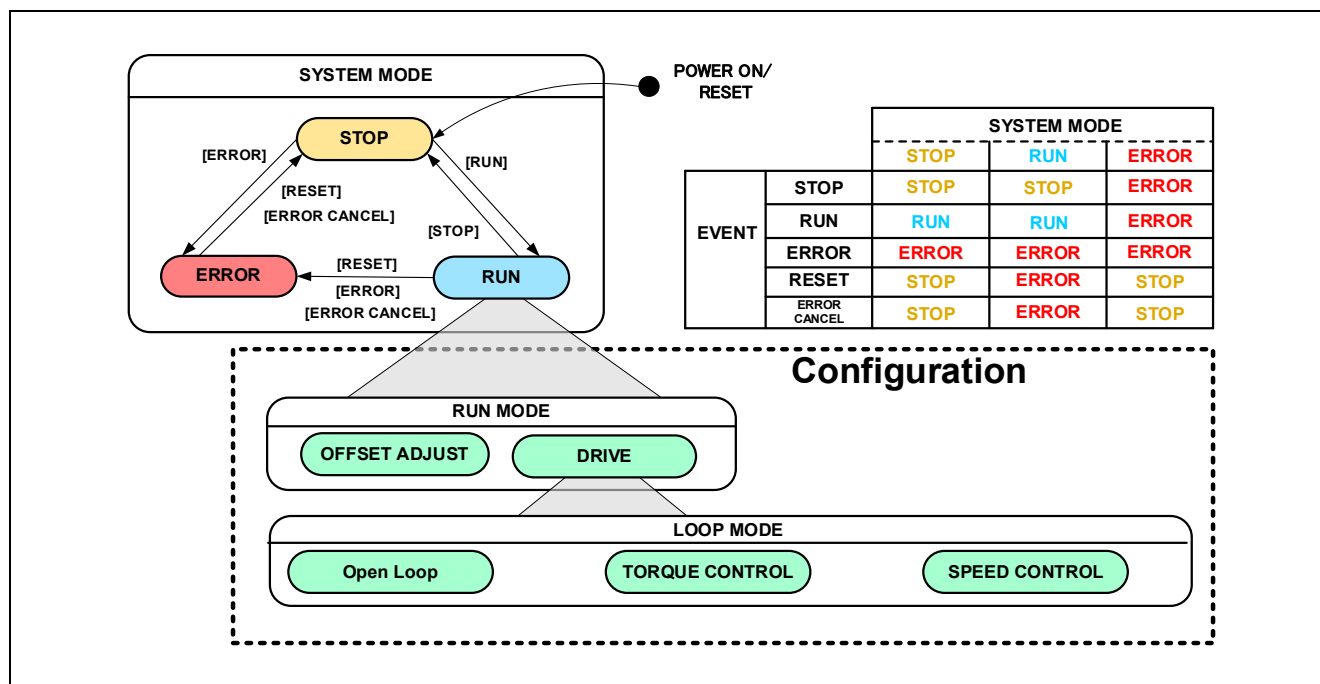 SYSTEM MODE
POWER ON/
RESET
STOP
[ERROR]
[RUN]
[RESET]
[ERROR CANCEL]
[STOP]
ERROR
[RESET]
RUN
[ERROR]
[ERROR CANCEL]
SYSTEM MODE
STOP RUN ERROR
EVENT
STOP STOP STOP ERROR
RUN RUN RUN ERROR
ERROR ERROR ERROR ERROR
RESET STOP ERROR STOP
ERROR
CANCEL STOP ERROR STOP
Configuration
RUN MODE
OFFSET ADJUST DRIVE
LOOP MODE
Open Loop TORQUE CONTROL SPEED CONTROL